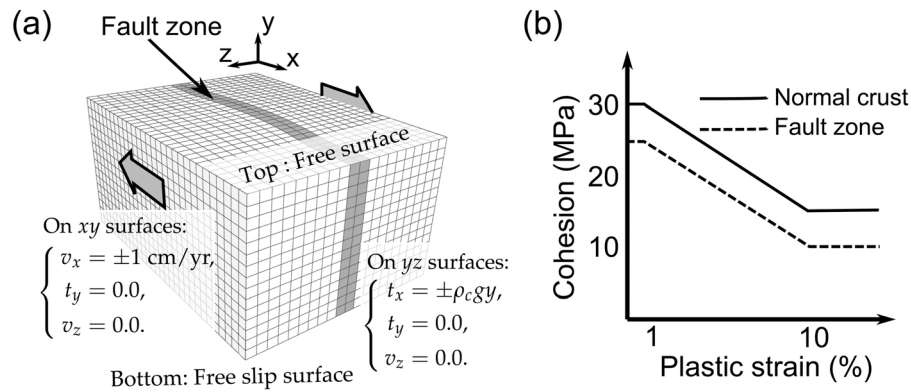 (a)
Fault zone
y
z
x
Top : Free surface
On xy surfaces:
v_x = ±1 cm/yr,
t_y = 0.0,
v_z = 0.0.
On yz surfaces:
t_x = ±ρ_c gy,
t_y = 0.0,
v_z = 0.0.
Bottom: Free slip surface
(b)
Cohesion (MPa)
30
20
10
Normal crust
Fault zone
1
10
Plastic strain (%)